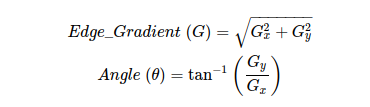 Edge_Gradient (G) = √(G_x^2 + G_y^2)
Angle (θ) = tan^{-1} (G_y / G_x)